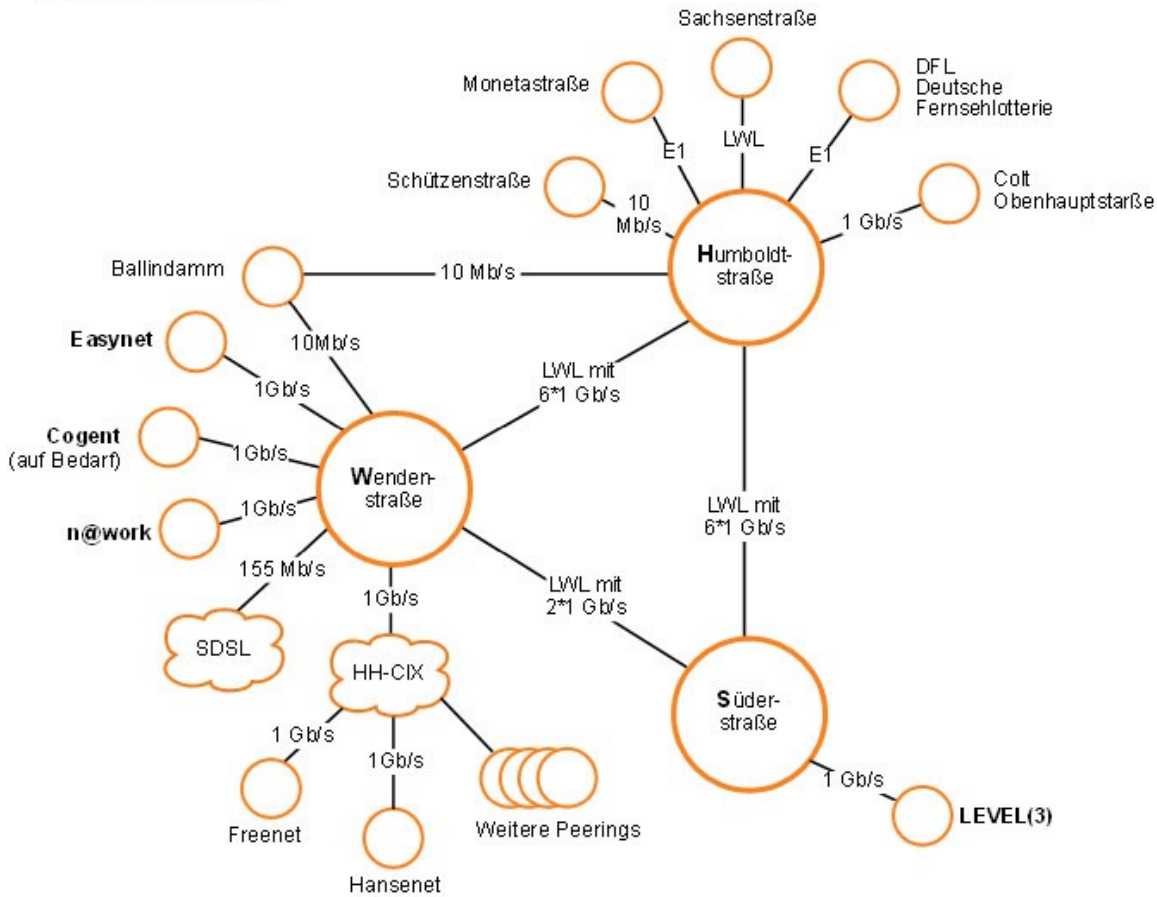 Sachsenstraße
Monetastraße
DFL
Deutsche
Fernsehlotterie
E1
LWL
E1
Schützenstraße
10
Mb/s
Colt
Obenhauptstarße
1 Gb/s
Humboldt-
straße
Ballindamm
10 Mb/s
Easynet
10Mb/s
1Gb/s
LWL mit
6*1 Gb/s
Cogent
(auf Bedarf)
1Gb/s
Wenden-
straße
n@work
1Gb/s
LWL mit
6*1 Gb/s
155 Mb/s
1Gb/s
LWL mit
2*1 Gb/s
SDSL
HH-CIX
Süder-
straße
1 Gb/s
1Gb/s
1 Gb/s
Freenet
Weitere Peerings
LEVEL(3)
Hansenet